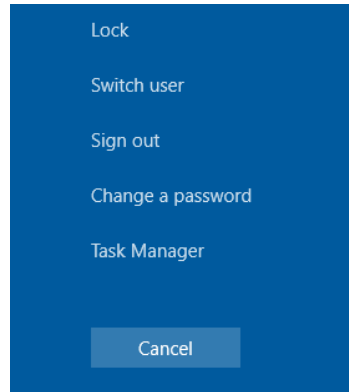 Lock
Switch user
Sign out
Change a password
Task Manager
Cancel